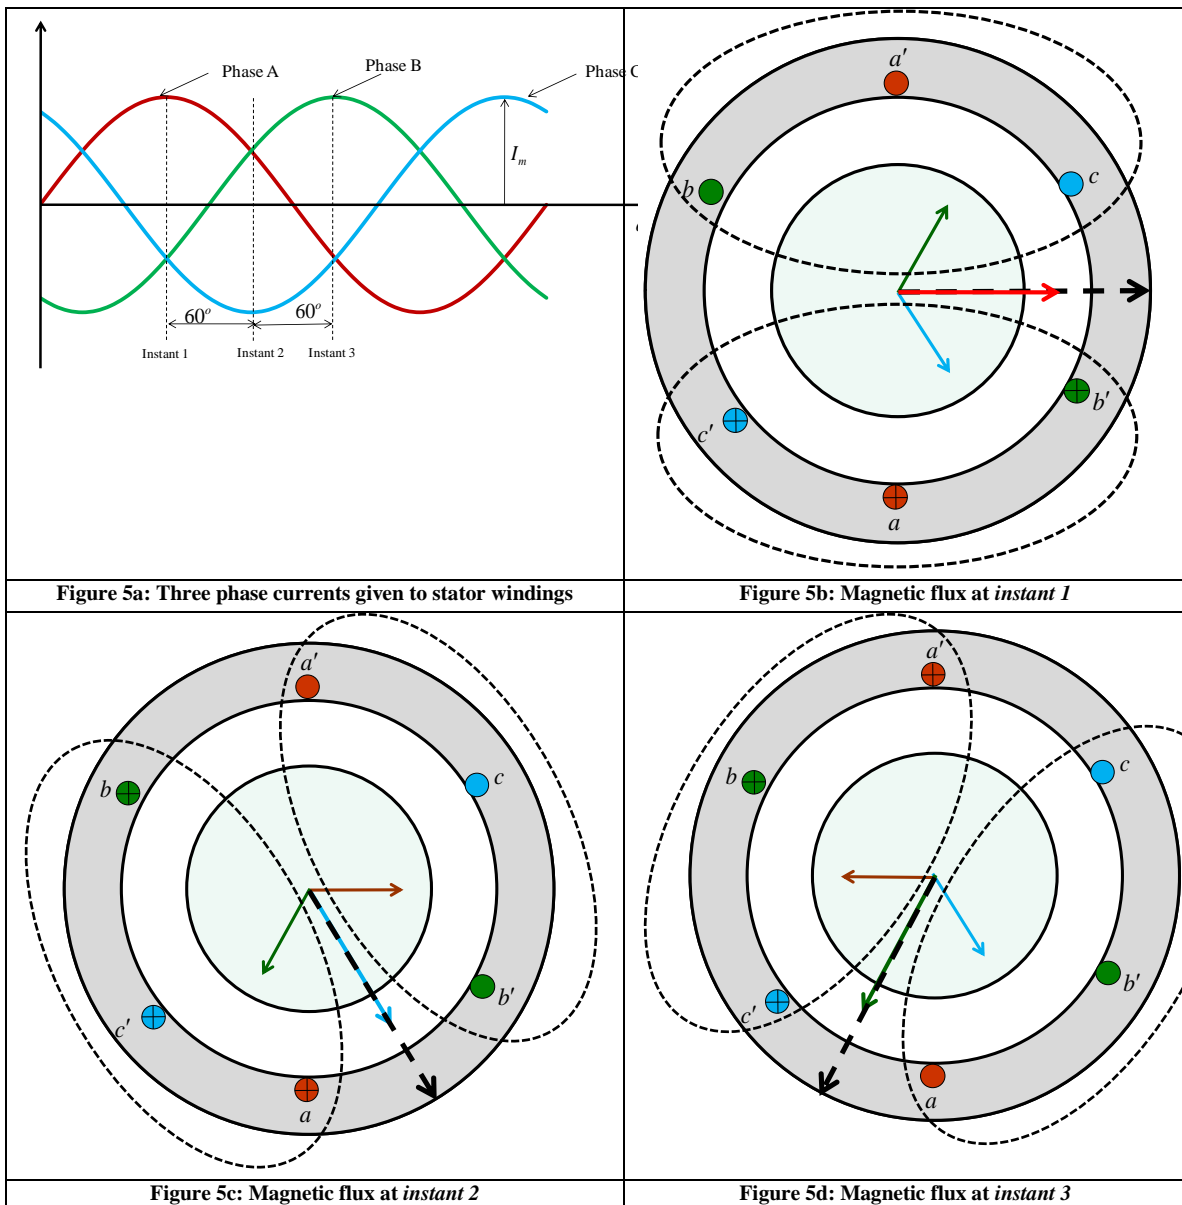 Phase A
Phase B
Phase C
I_m
60^o
60^o
Instant 1
Instant 2
Instant 3
Figure 5a: Three phase currents given to stator windings
a′
b
c
c′
b′
a
Figure 5b: Magnetic flux at instant 1
a′
b
c
c′
b′
a
Figure 5c: Magnetic flux at instant 2
a′
b
c
c′
b′
a
Figure 5d: Magnetic flux at instant 3